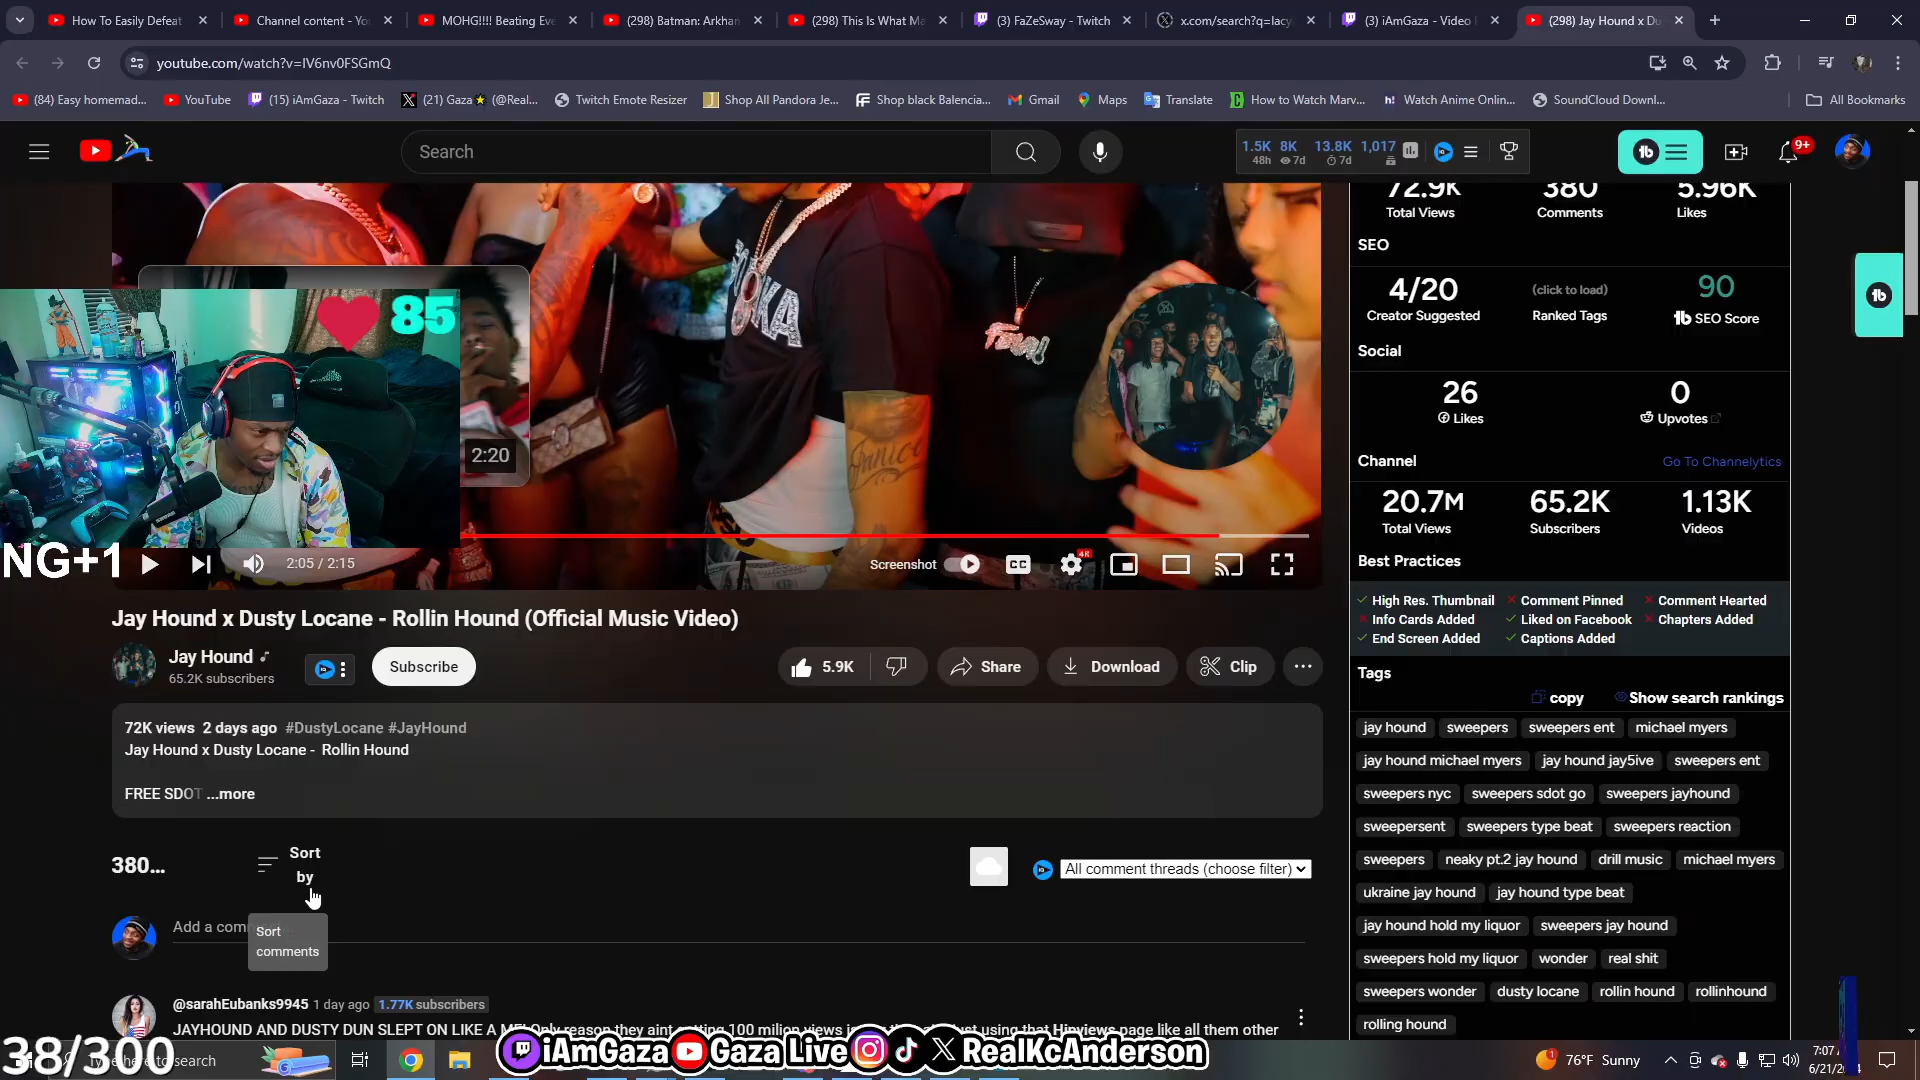 How To Easily Defeat
Channel content - Yo
MOHG!!!! Beating Eve
(298) Batman: Arkhan
(298) This Is What Ma
(3) FaZeSway - Twitch
x.com/search?q=lacy
(3) iAmGaza - Video
(298) Jay Hound x Du
youtube.com/watch?v=IV6nv0FSGmQ
(84) Easy homemad...
YouTube
(15) iAmGaza - Twitch
(21) Gaza⭐ (@Real...
Twitch Emote Resizer
Shop All Pandora Je...
Shop black Balencia...
Gmail
Maps
Translate
How to Watch Marv...
Watch Anime Onlin...
SoundCloud Downl...
All Bookmarks
Search
1.5K 8K 13.8K 1,017
48h 7d 7d
9+
72.9K 380 5.96K
Total Views Comments Likes
SEO
4/20 (click to load) 90
Creator Suggested Ranked Tags SEO Score
Social
26 0
Likes Upvotes
Channel Go To Channelytics
20.7M 65.2K 1.13K
Total Views Subscribers Videos
Best Practices
High Res. Thumbnail Comment Pinned Comment Hearted
Info Cards Added Liked on Facebook Chapters Added
End Screen Added Captions Added
Tags
copy Show search rankings
jay hound sweepers sweepers ent michael myers
jay hound michael myers jay hound jay5ive sweepers ent
sweepers nyc sweepers sdot go sweepers jayhound
sweepersent sweepers type beat sweepers reaction
sweepers neaky pt.2 jay hound drill music michael myers
ukraine jay hound jay hound type beat
jay hound hold my liquor sweepers jay hound
sweepers hold my liquor wonder real shit
sweepers wonder dusty locane rollin hound rollinhound
rolling hound
85
2:20
NG+1
2:05 / 2:15
Screenshot
CC
4K
Jay Hound x Dusty Locane - Rollin Hound (Official Music Video)
Jay Hound
65.2K subscribers
Subscribe
5.9K
Share
Download
Clip
72K views 2 days ago #DustyLocane #JayHound
Jay Hound x Dusty Locane - Rollin Hound
FREE SDOT ...more
380...
Sort
by
All comment threads (choose filter)
Add a com
Sort
comments
@sarahEubanks9945 1 day ago 1.77K subscribers
38/300
here to search
iAmGaza Gaza Live RealKcAnderson
76°F Sunny
7:07